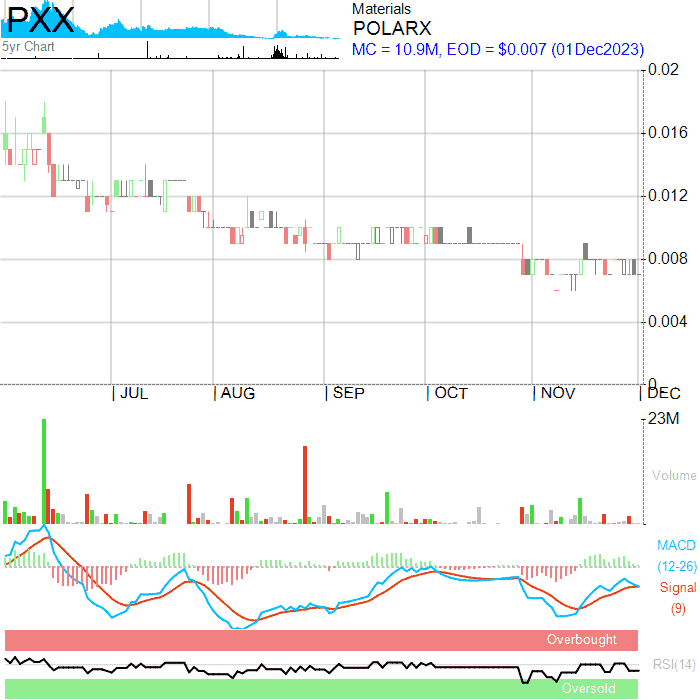 PXX
5yr Chart
Materials
POLARX
MC = 10.9M, EOD = $0.007 (01Dec2023)
0.02
0.016
0.012
0.008
0.004
0
JUL
AUG
SEP
OCT
NOV
DEC
23M
Volume
MACD
(12-26)
Signal
(9)
Overbought
RSI(14)
Oversold